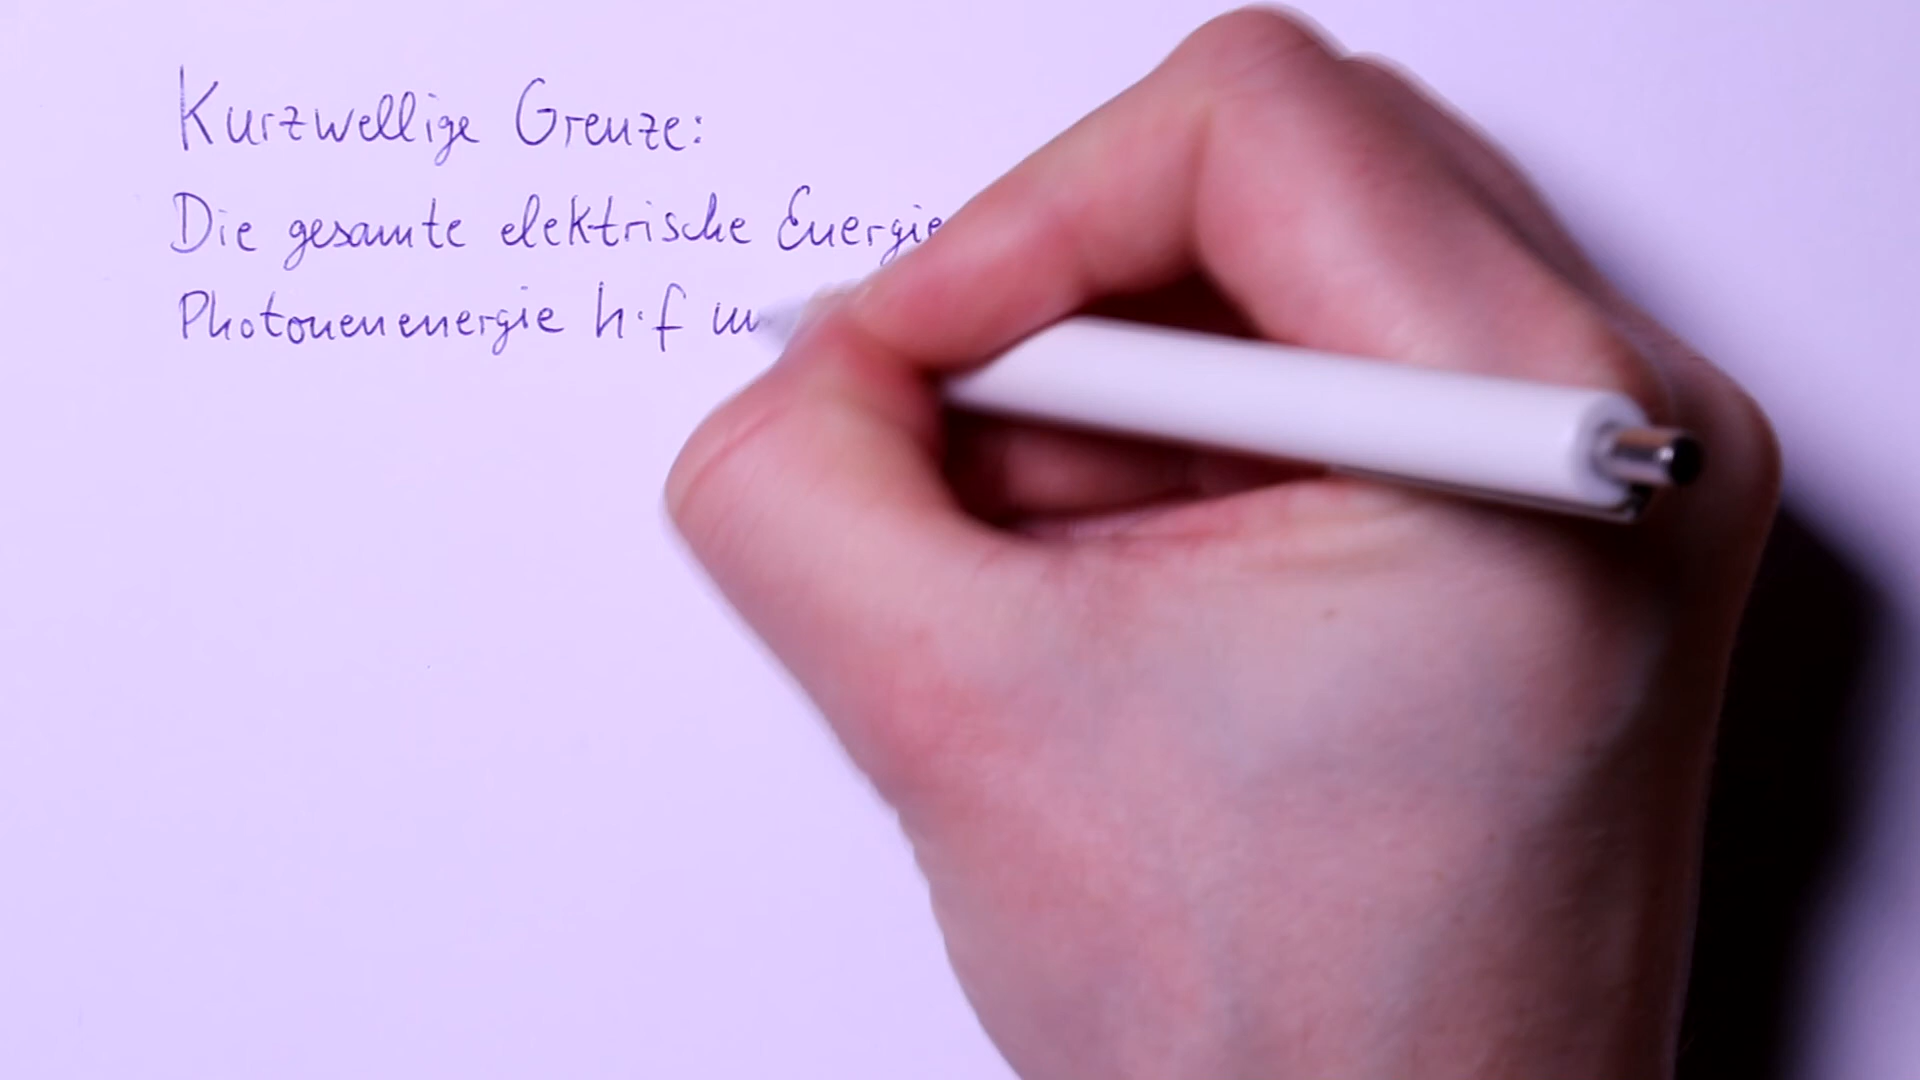 Kurzwellige Grenze:
Die gesamte elektrische Energie
Photonenenergie h·f